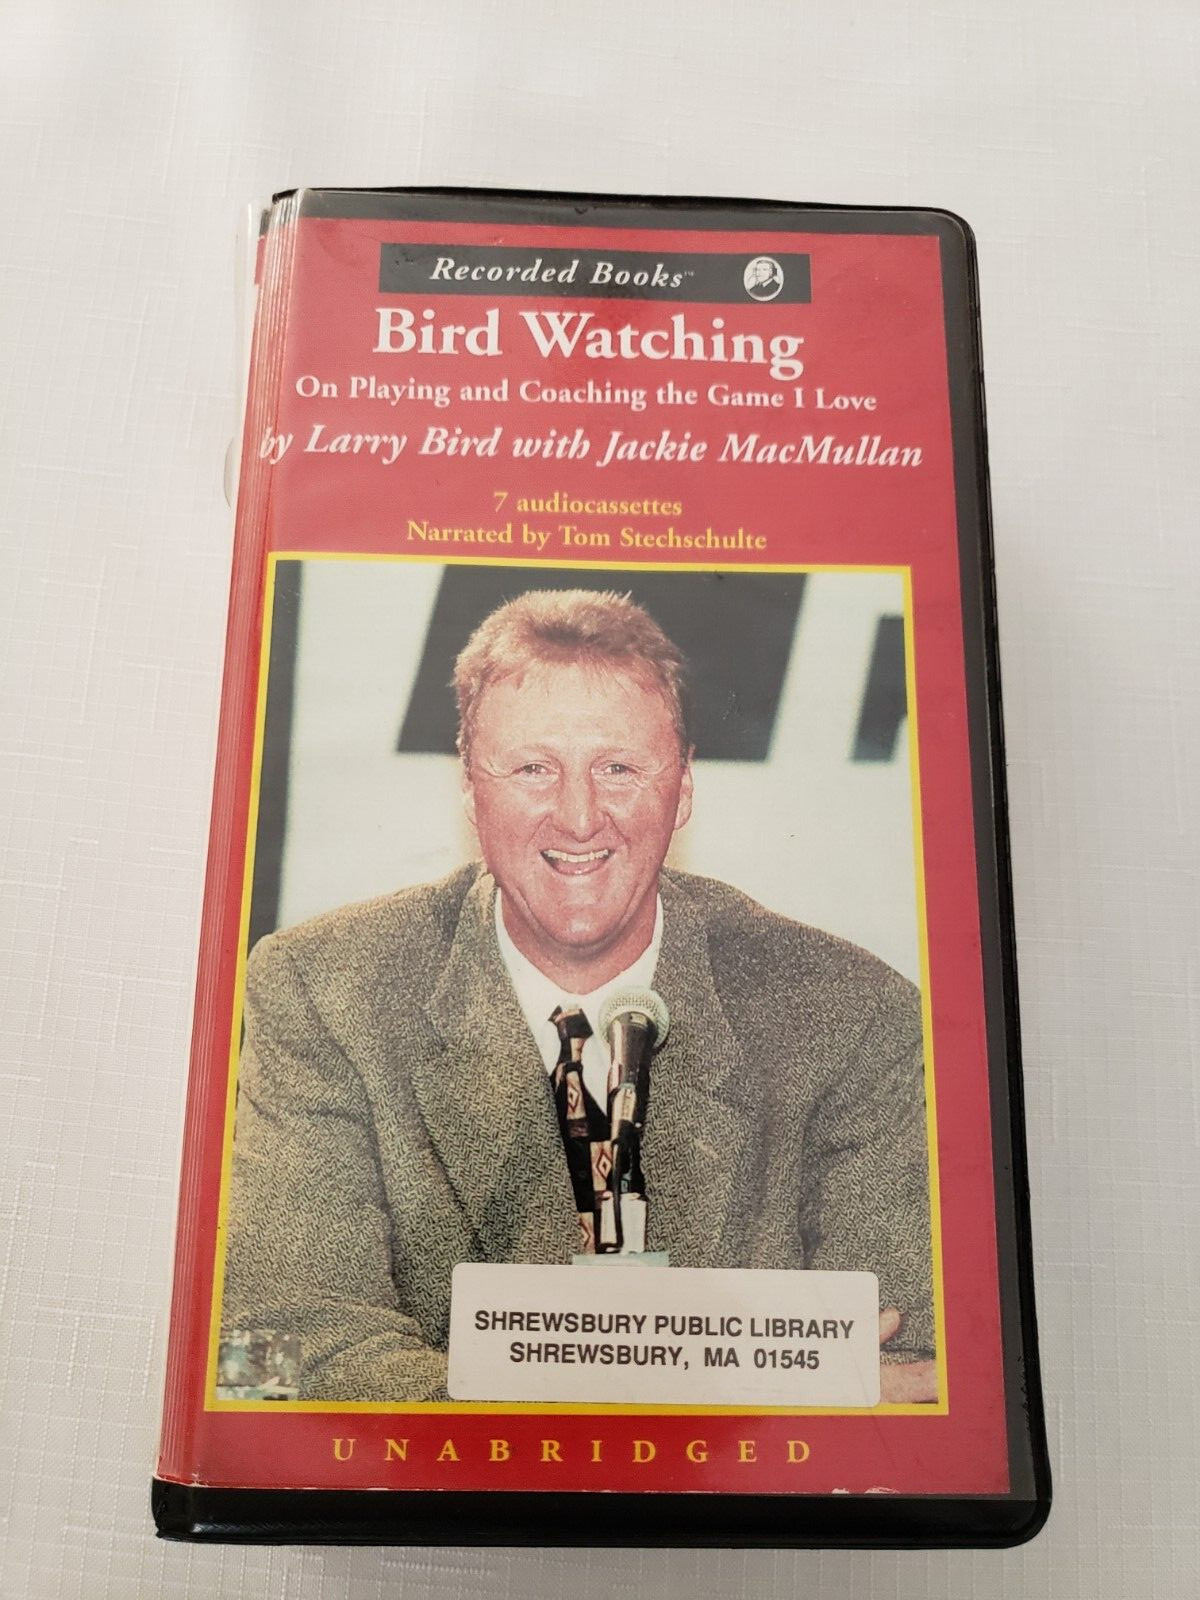 Recorded Books™
Bird Watching
On Playing and Coaching the Game I Love
by Larry Bird with Jackie MacMullan
7 audiocassettes
Narrated by Tom Stechschulte
SHREWSBURY PUBLIC LIBRARY
SHREWSBURY, MA 01545
UNABRIDGED